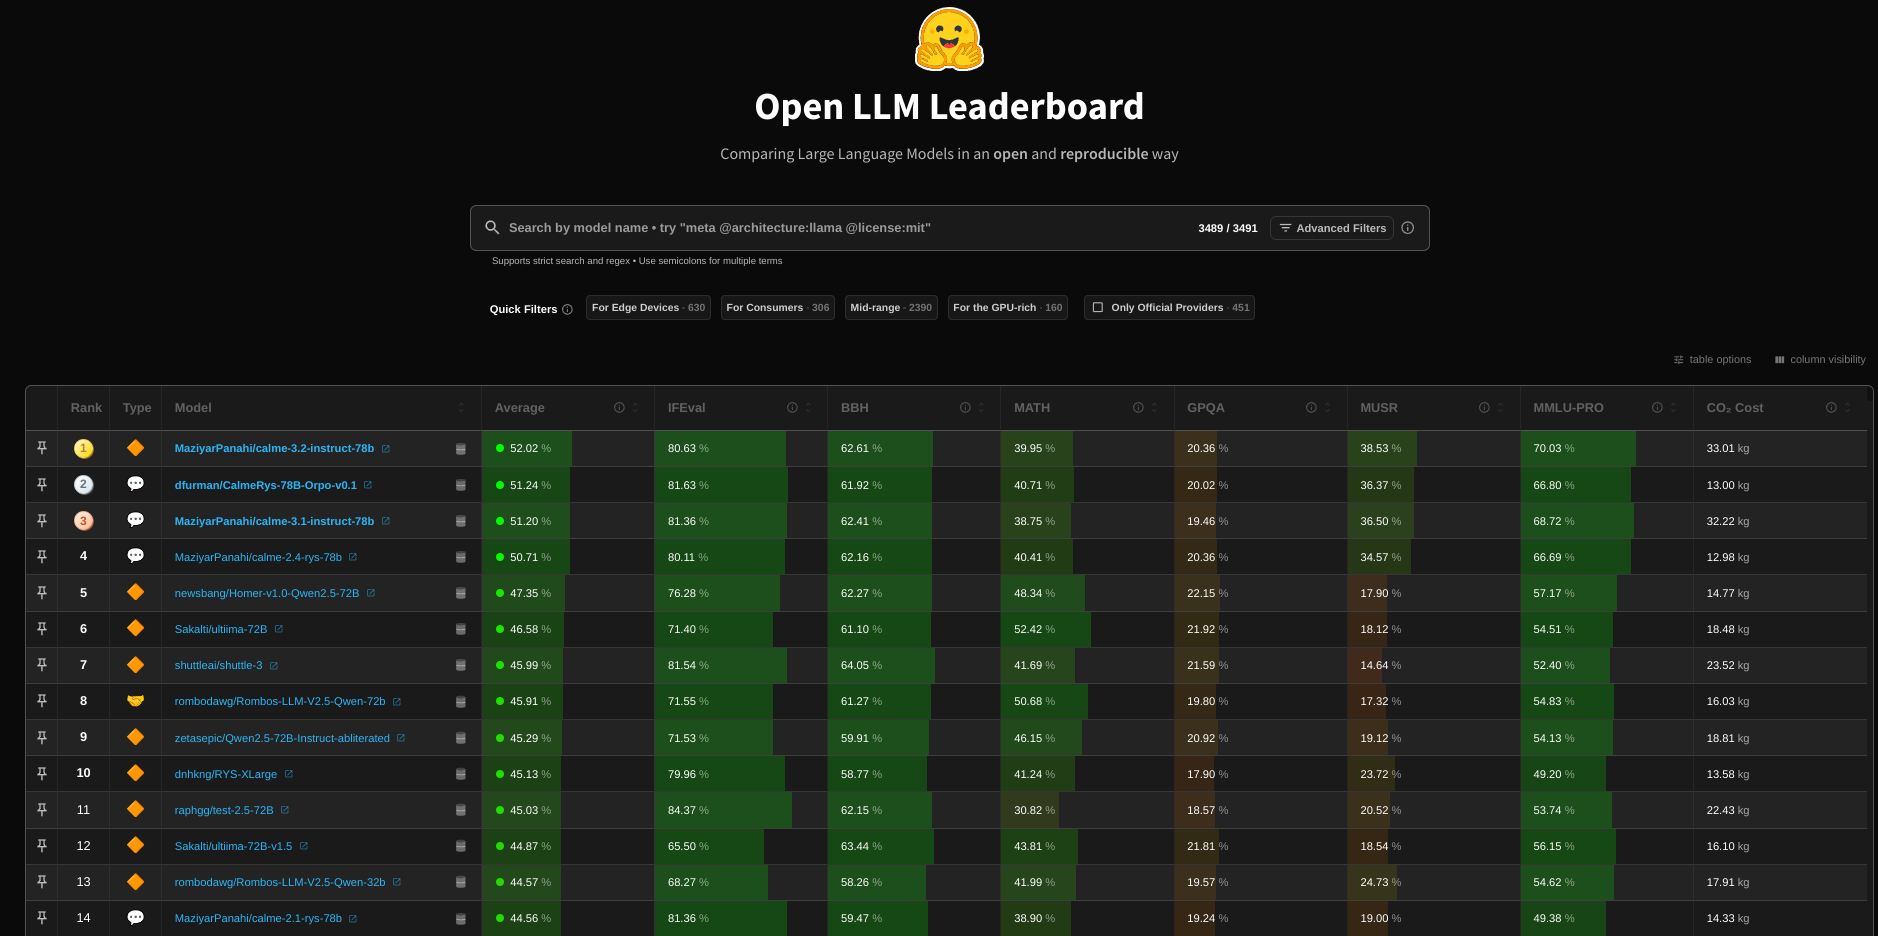 Open LLM Leaderboard
Comparing Large Language Models in an open and reproducible way
Search by model name • try "meta @architecture:llama @license:mit" 3489 / 3491 Advanced Filters
Supports strict search and regex • Use semicolons for multiple terms
Quick Filters For Edge Devices · 630 For Consumers · 306 Mid-range · 2390 For the GPU-rich · 160 Only Official Providers · 451
table options column visibility
Rank Type Model Average IFEval BBH MATH GPQA MUSR MMLU-PRO CO₂ Cost
1 MaziyarPanahi/calme-3.2-instruct-78b 52.02 % 80.63 % 62.61 % 39.95 % 20.36 % 38.53 % 70.03 % 33.01 kg
2 dfurman/CalmeRys-78B-Orpo-v0.1 51.24 % 81.63 % 61.92 % 40.71 % 20.02 % 36.37 % 66.80 % 13.00 kg
3 MaziyarPanahi/calme-3.1-instruct-78b 51.20 % 81.36 % 62.41 % 38.75 % 19.46 % 36.50 % 68.72 % 32.22 kg
4 MaziyarPanahi/calme-2.4-rys-78b 50.71 % 80.11 % 62.16 % 40.41 % 20.36 % 34.57 % 66.69 % 12.98 kg
5 newsbang/Homer-v1.0-Qwen2.5-72B 47.35 % 76.28 % 62.27 % 48.34 % 22.15 % 17.90 % 57.17 % 14.77 kg
6 Sakalti/ultiima-72B 46.58 % 71.40 % 61.10 % 52.42 % 21.92 % 18.12 % 54.51 % 18.48 kg
7 shuttleai/shuttle-3 45.99 % 81.54 % 64.05 % 41.69 % 21.59 % 14.64 % 52.40 % 23.52 kg
8 rombodawg/Rombos-LLM-V2.5-Qwen-72b 45.91 % 71.55 % 61.27 % 50.68 % 19.80 % 17.32 % 54.83 % 16.03 kg
9 zetasepic/Qwen2.5-72B-Instruct-abliterated 45.29 % 71.53 % 59.91 % 46.15 % 20.92 % 19.12 % 54.13 % 18.81 kg
10 dnhkng/RYS-XLarge 45.13 % 79.96 % 58.77 % 41.24 % 17.90 % 23.72 % 49.20 % 13.58 kg
11 raphgg/test-2.5-72B 45.03 % 84.37 % 62.15 % 30.82 % 18.57 % 20.52 % 53.74 % 22.43 kg
12 Sakalti/ultiima-72B-v1.5 44.87 % 65.50 % 63.44 % 43.81 % 21.81 % 18.54 % 56.15 % 16.10 kg
13 rombodawg/Rombos-LLM-V2.5-Qwen-32b 44.57 % 68.27 % 58.26 % 41.99 % 19.57 % 24.73 % 54.62 % 17.91 kg
14 MaziyarPanahi/calme-2.1-rys-78b 44.56 % 81.36 % 59.47 % 38.90 % 19.24 % 19.00 % 49.38 % 14.33 kg